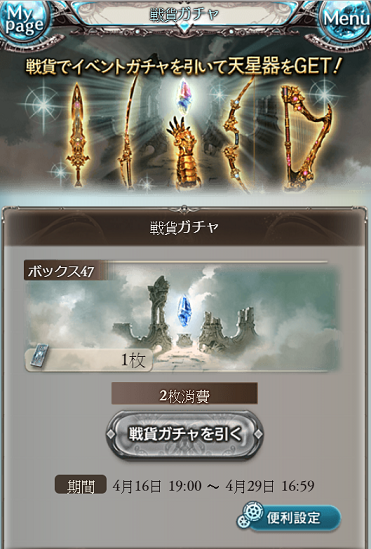 My
Page
戦貨ガチャ
Menu
戦貨でイベントガチャを引いて天星器をGET!
戦貨ガチャ
ボックス47
1枚
2枚消費
戦貨ガチャを引く
期間 4月16日 19:00 ～ 4月29日 16:59
便利設定